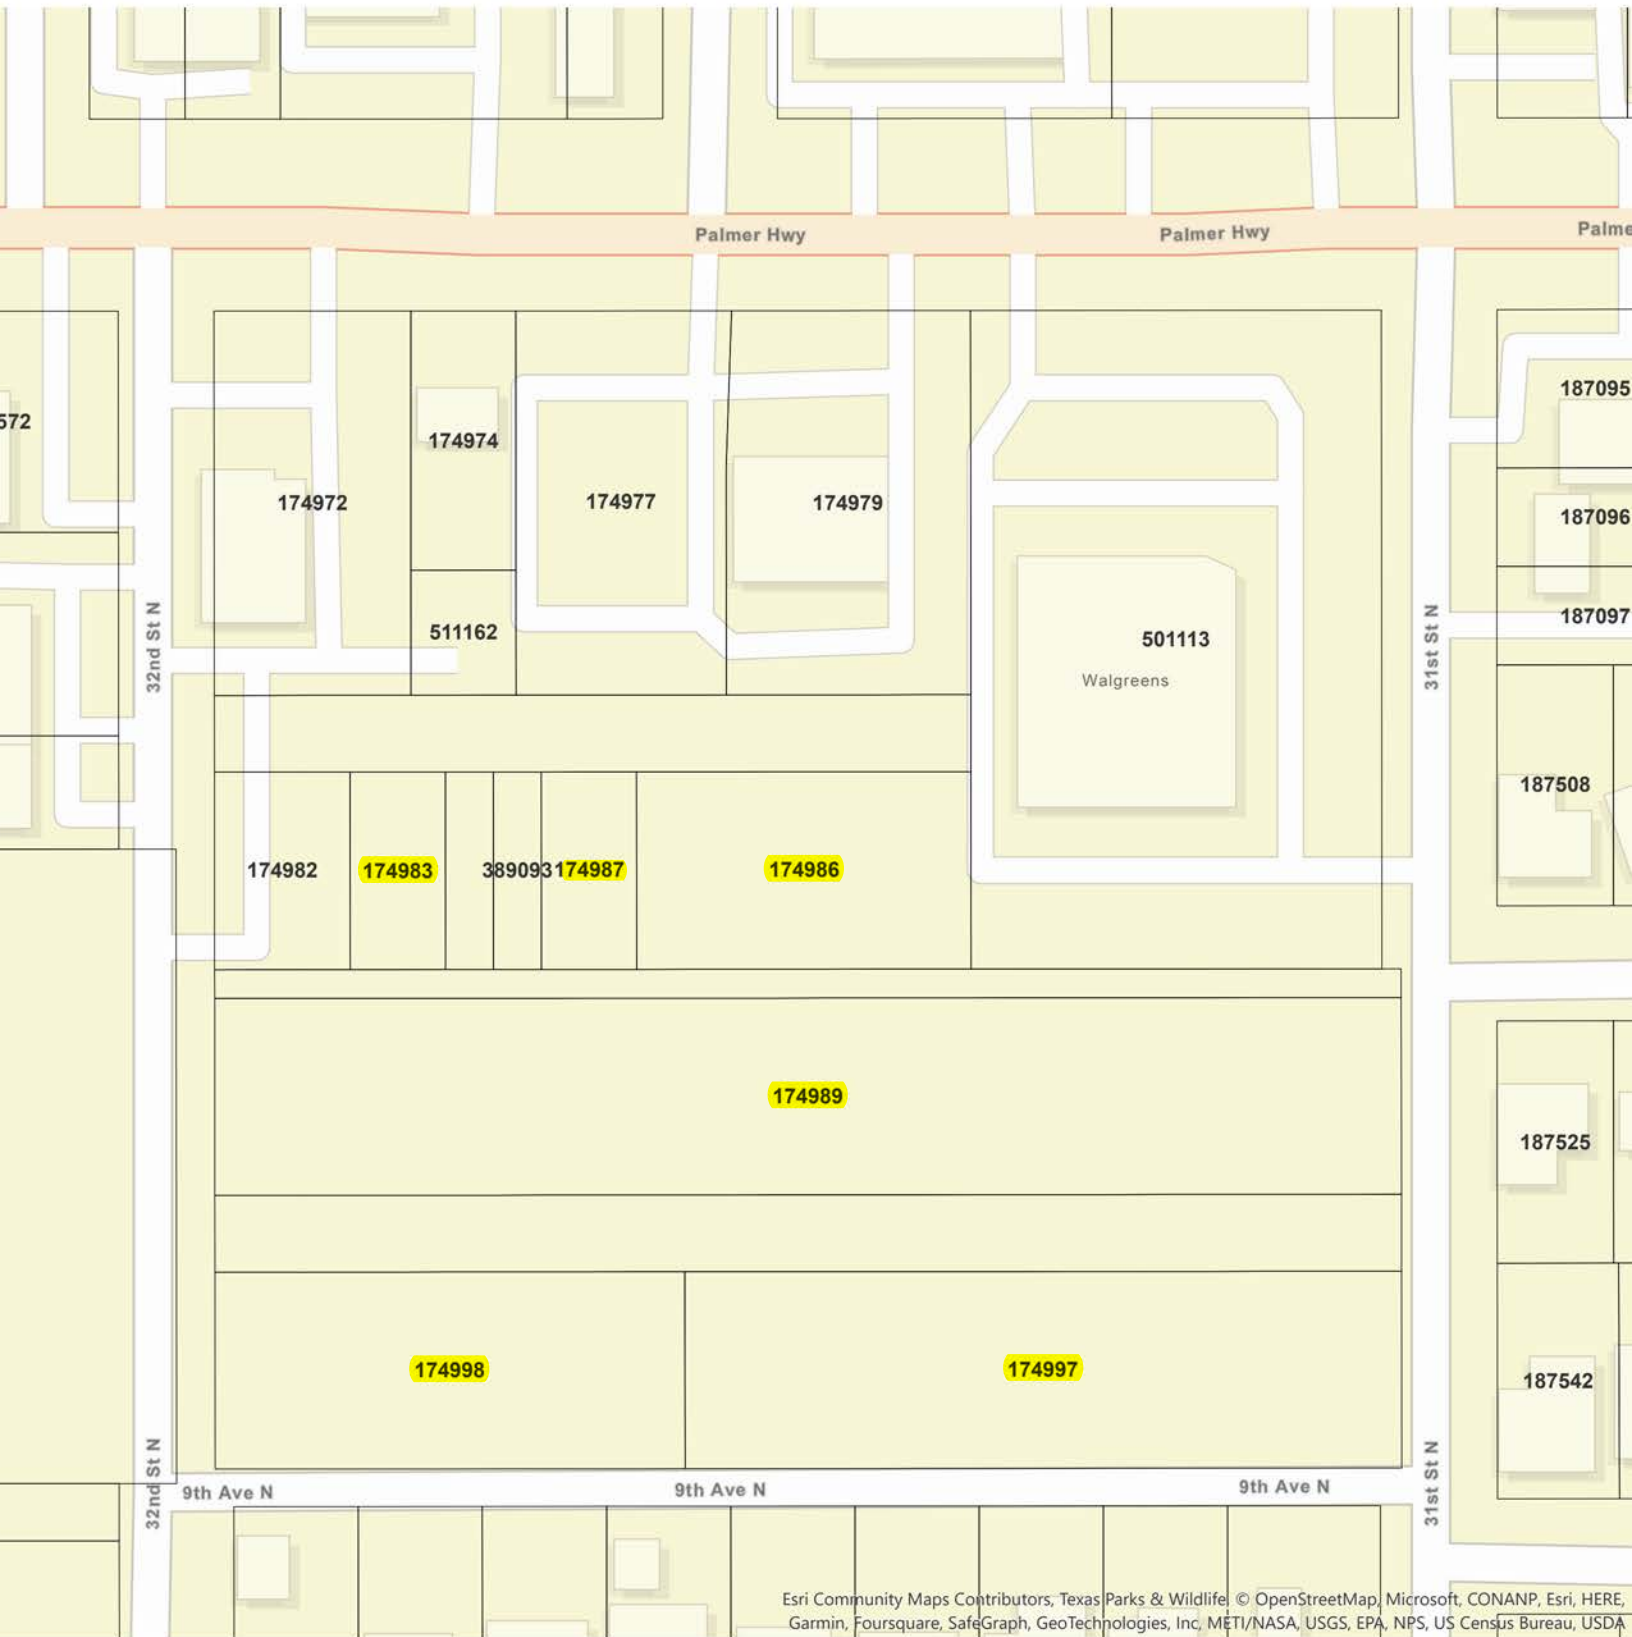 Palmer Hwy
Palmer Hwy
Palme
572
174972
174974
174977
174979
187095
187096
187097
511162
501113
Walgreens
32nd St N
31st St N
187508
174982
174983
389093
174987
174986
174989
187525
174998
174997
187542
32nd St N
31st St N
9th Ave N
9th Ave N
9th Ave N
Esri Community Maps Contributors, Texas Parks & Wildlife, © OpenStreetMap, Microsoft, CONANP, Esri, HERE,
Garmin, Foursquare, SafeGraph, GeoTechnologies, Inc, METI/NASA, USGS, EPA, NPS, US Census Bureau, USDA